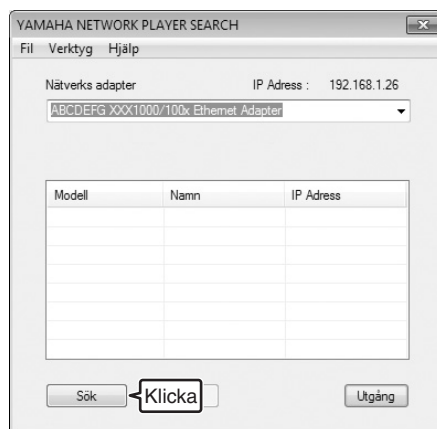 YAMAHA NETWORK PLAYER SEARCH
Fil Verktyg Hjälp
Nätverks adapter IP Adress : 192.168.1.26
ABCDEFG XXX1000/100x Ethernet Adapter
Modell Namn IP Adress
Sök Klicka Utgång